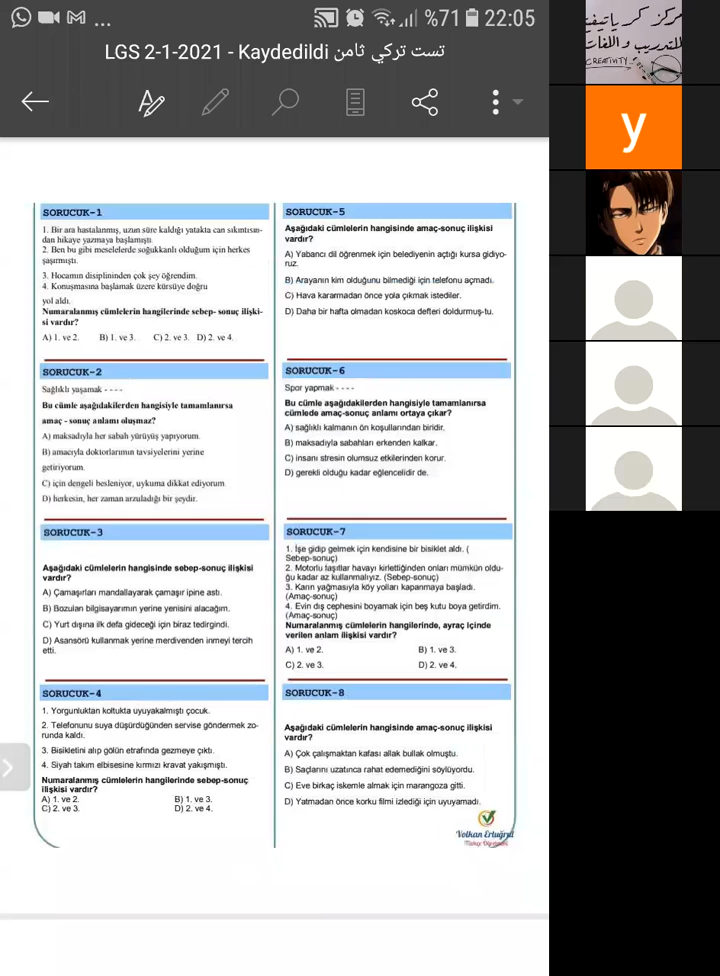 %71 22:05
LGS 2-1-2021 - Kaydedildi تست تركي ثامن
مركز كرياتيفيتي
للتدريب واللغات
CREATIVITY
y
SORUCUK-1
1. Bir ara hastalanmış, uzun süre kaldığı yatakta can sıkıntısın-
dan hikaye yazmaya başlamıştı.
2. Ben bu gibi meselelerde soğukkanlı olduğum için herkes
şaşırmıştı.
3. Hocamın disiplininden çok şey öğrendim.
4. Konuşmasına başlamak üzere kürsüye doğru
yol aldı.
Numaralanmış cümlelerin hangilerinde sebep- sonuç ilişki-
si vardır?
A) 1. ve 2. B) 1. ve 3. C) 2. ve 3. D) 2. ve 4.
SORUCUK-2
Sağlıklı yaşamak - - - -
Bu cümle aşağıdakilerden hangisiyle tamamlanırsa
amaç - sonuç anlamı oluşmaz?
A) maksadıyla her sabah yürüyüş yapıyorum.
B) amacıyla doktorlarımın tavsiyelerini yerine
getiriyorum.
C) için dengeli besleniyor, uykuma dikkat ediyorum.
D) herkesin, her zaman arzuladığı bir şeydir.
SORUCUK-3
Aşağıdaki cümlelerin hangisinde sebep-sonuç ilişkisi
vardır?
A) Çamaşırları mandallayarak çamaşır ipine astı.
B) Bozulan bilgisayarımın yerine yenisini alacağım.
C) Yurt dışına ilk defa gideceği için biraz tedirgindi.
D) Asansörü kullanmak yerine merdivenden inmeyi tercih
etti.
SORUCUK-4
1. Yorgunluktan koltukta uyuyakalmıştı çocuk.
2. Telefonunu suya düşürdüğünden servise göndermek zo-
runda kaldı.
3. Bisikletini alıp gölün etrafında gezmeye çıktı.
4. Siyah takım elbisesine kırmızı kravat yakışmıştı.
Numaralanmış cümlelerin hangilerinde sebep-sonuç
ilişkisi vardır?
A) 1. ve 2. B) 1. ve 3.
C) 2. ve 3. D) 2. ve 4.
SORUCUK-5
Aşağıdaki cümlelerin hangisinde amaç-sonuç ilişkisi
vardır?
A) Yabancı dil öğrenmek için belediyenin açtığı kursa gidiyo-
ruz.
B) Arayanın kim olduğunu bilmediği için telefonu açmadı.
C) Hava kararmadan önce yola çıkmak istediler.
D) Daha bir hafta olmadan koskoca defteri doldurmuş-tu.
SORUCUK-6
Spor yapmak - - - -
Bu cümle aşağıdakilerden hangisiyle tamamlanırsa
cümlede amaç-sonuç anlamı ortaya çıkar?
A) sağlıklı kalmanın ön koşullarından biridir.
B) maksadıyla sabahları erkenden kalkar.
C) insanı stresin olumsuz etkilerinden korur.
D) gerekli olduğu kadar eğlencelidir de.
SORUCUK-7
1. İşe gidip gelmek için kendisine bir bisiklet aldı. (
Sebep-sonuç)
2. Motorlu taşıtlar havayı kirlettiğinden onları mümkün oldu-
ğu kadar az kullanmalıyız. (Sebep-sonuç)
3. Karın yağmasıyla köy yolları kapanmaya başladı.
(Amaç-sonuç)
4. Evin dış cephesini boyamak için beş kutu boya getirdim.
(Amaç-sonuç)
Numaralanmış cümlelerin hangilerinde, ayraç içinde
verilen anlam ilişkisi vardır?
A) 1. ve 2. B) 1. ve 3.
C) 2. ve 3. D) 2. ve 4.
SORUCUK-8
Aşağıdaki cümlelerin hangisinde amaç-sonuç ilişkisi
vardır?
A) Çok çalışmaktan kafası allak bullak olmuştu.
B) Saçlarını uzatınca rahat edemediğini söylüyordu.
C) Eve birkaç iskemle almak için marangoza gitti.
D) Yatmadan önce korku filmi izlediği için uyuyamadı.
Volkan Ertuğrul
Türkçe Öğretmeni